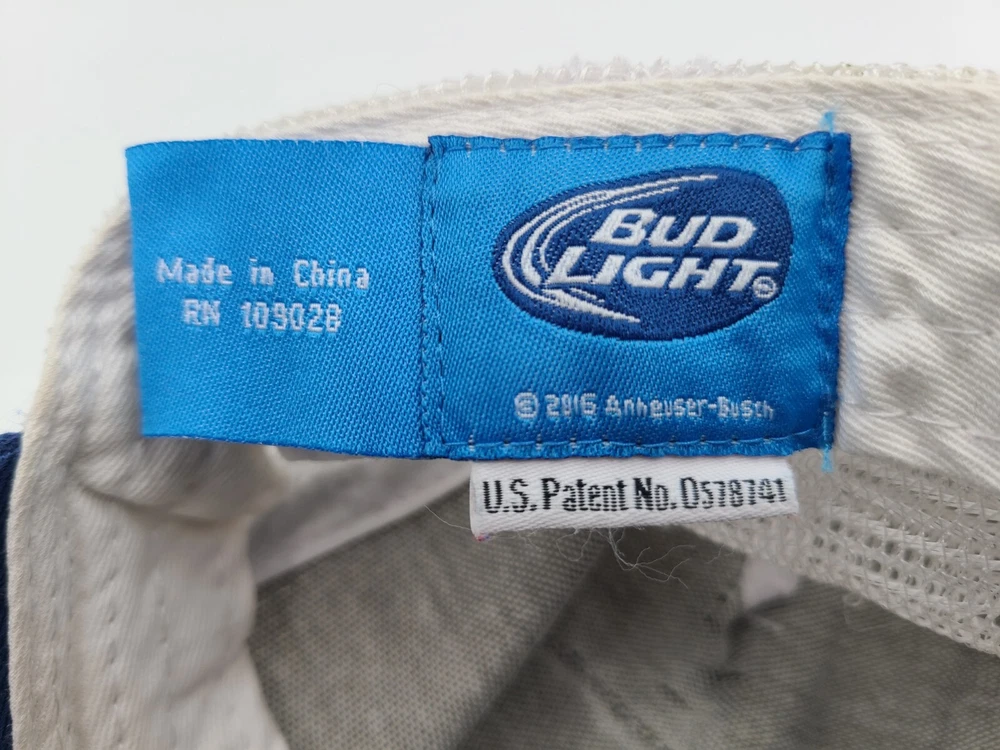 Made in China
RN 109028
BUD
LIGHT®
© 2016 Anheuser-Busch
U.S. Patent No. D578741